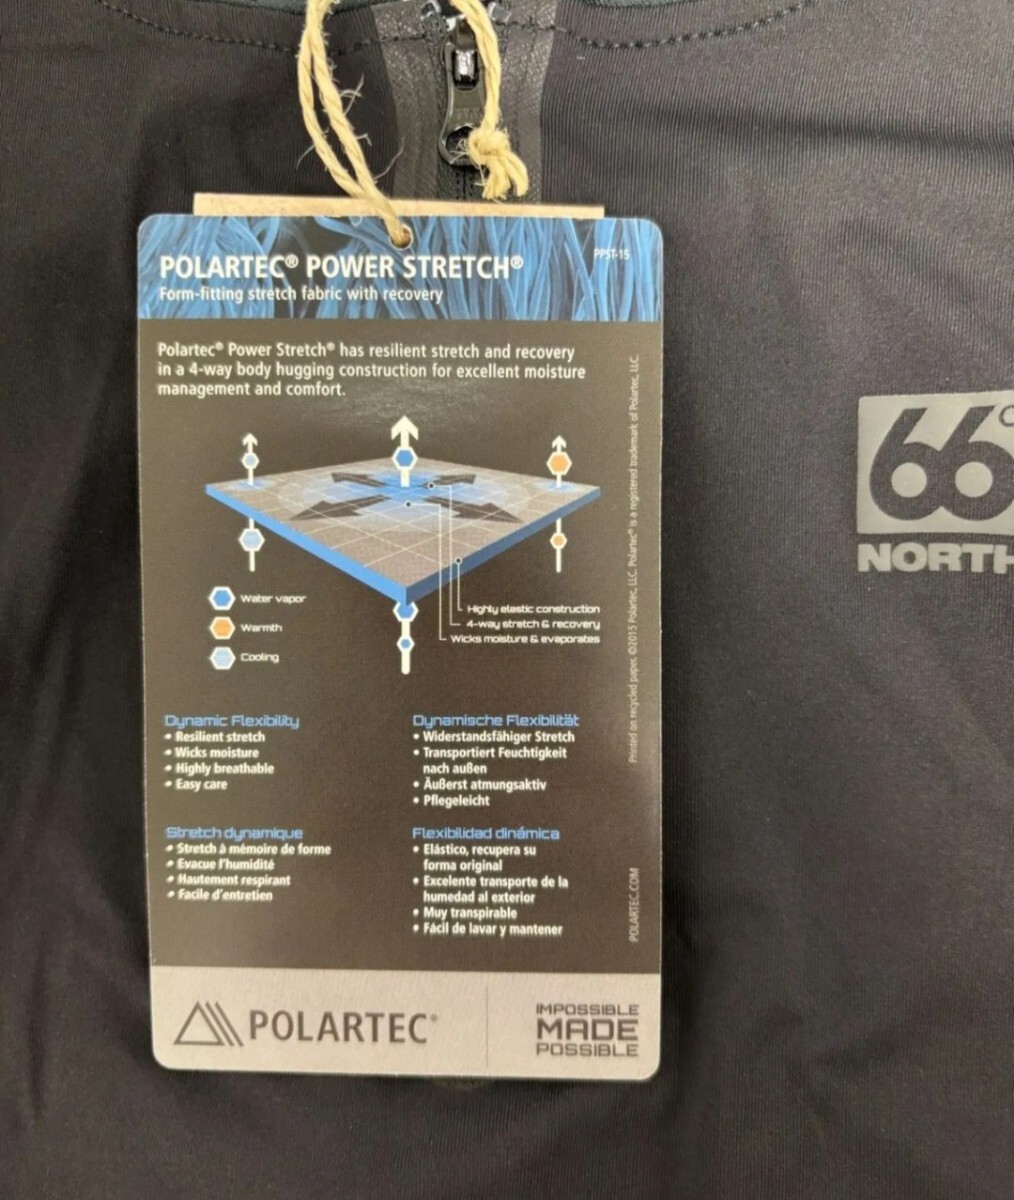 POLARTEC® POWER STRETCH®
PPST-15
Form-fitting stretch fabric with recovery
Polartec® Power Stretch® has resilient stretch and recovery
in a 4-way body hugging construction for excellent moisture
management and comfort.
Water vapor
Warmth
Cooling
Highly elastic construction
4-way stretch & recovery
Wicks moisture & evaporates
Dynamic Flexibility
• Resilient stretch
• Wicks moisture
• Highly breathable
• Easy care
Dynamische Flexibilität
• Widerstandsfähiger Stretch
• Transportiert Feuchtigkeit
nach außen
• Äußerst atmungsaktiv
• Pflegeleicht
Stretch dynamique
• Stretch à mémoire de forme
• Evacue l'humidité
• Hautement respirant
• Facile d'entretien
Flexibilidad dinámica
• Elástico, recupera su
forma original
• Excelente transporte de la
humedad al exterior
• Muy transpirable
• Fácil de lavar y mantener
POLARTEC.COM
Printed on recycled paper. ©2015 Polartec, LLC. Polartec® is a registered trademark of Polartec, LLC.
POLARTEC®
IMPOSSIBLE
MADE
POSSIBLE
66°
NORTH